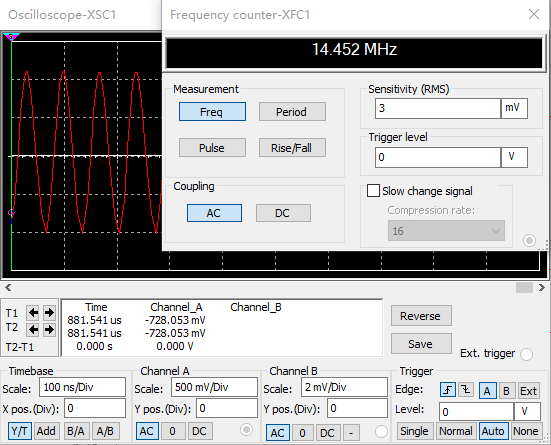 Oscilloscope-XSC1
Frequency counter-XFC1
14.452 MHz
Measurement
Freq Period
Pulse Rise/Fall
Coupling
AC DC
Sensitivity (RMS)
3 mV
Trigger level
0 V
Slow change signal
Compression rate:
16
T1
T2
T2-T1
Time Channel_A Channel_B
881.541 us -728.053 mV
881.541 us -728.053 mV
0.000 s 0.000 V
Reverse
Save
Ext. trigger
Timebase
Scale: 100 ns/Div
X pos.(Div): 0
Y/T Add B/A A/B
Channel A
Scale: 500 mV/Div
Y pos.(Div): 0
AC 0 DC
Channel B
Scale: 2 mV/Div
Y pos.(Div): 0
AC 0 DC -
Trigger
Edge: A B Ext
Level: 0 V
Single Normal Auto None